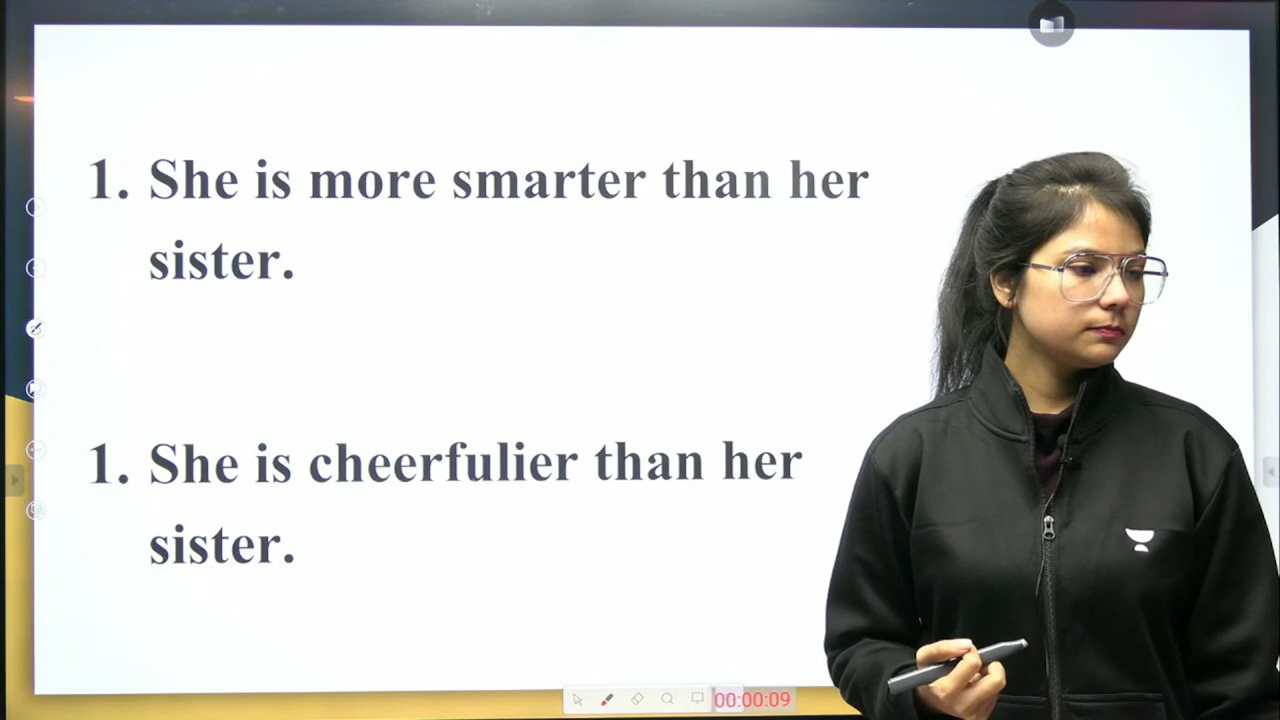 1. She is more smarter than her
sister.
1. She is cheerfulier than her
sister.
00:00:09